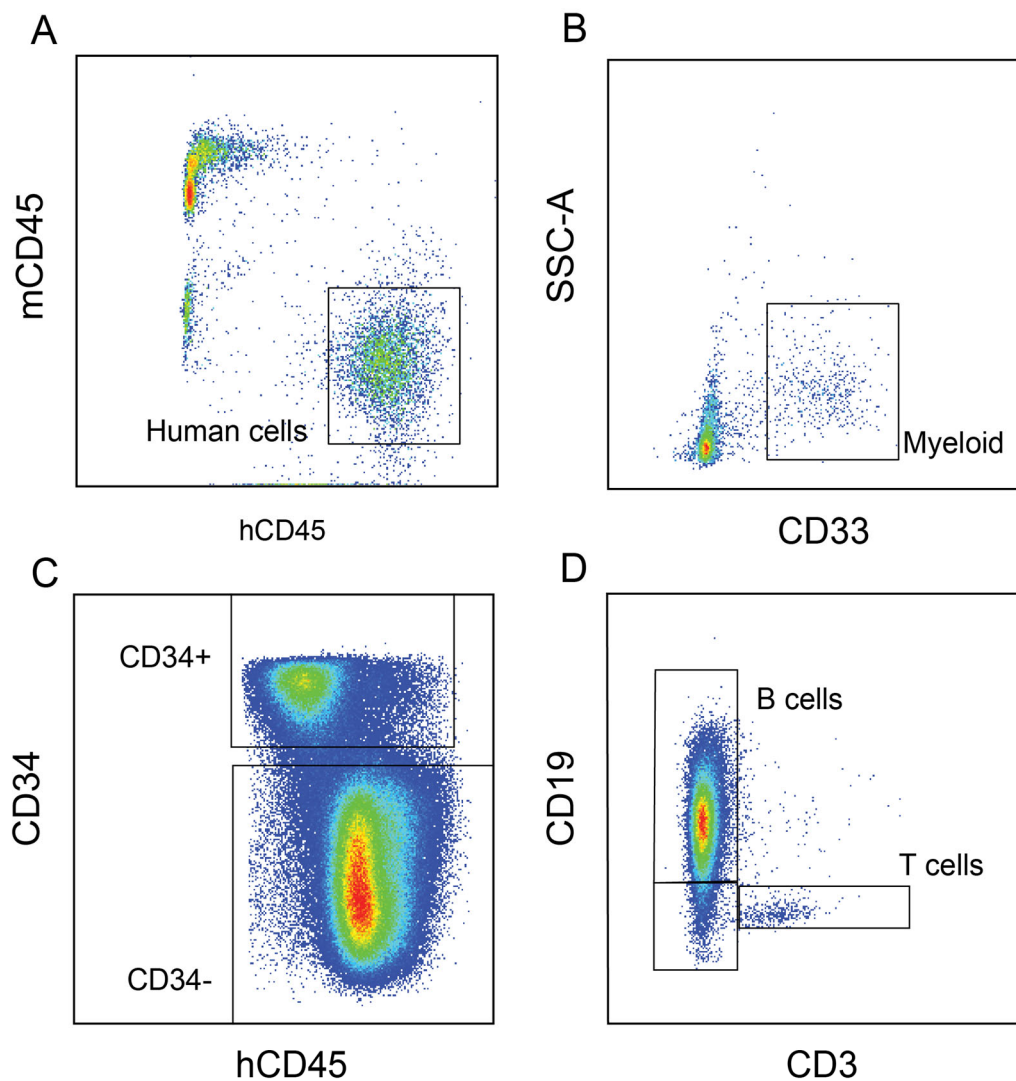 A
mCD45
Human cells
hCD45
B
SSC-A
Myeloid
CD33
C
CD34+
CD34
CD34-
hCD45
D
B cells
CD19
T cells
CD3